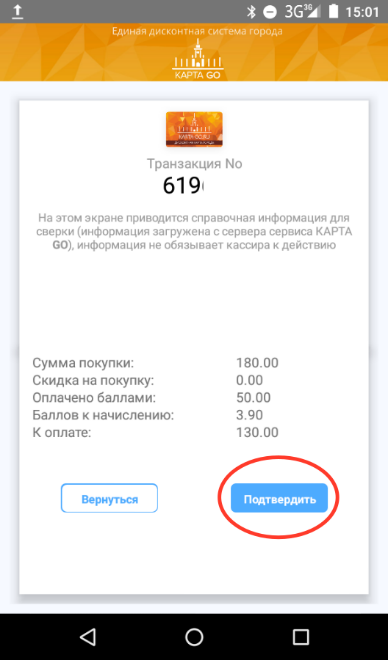 3G 3G 15:01
Единая дисконтная система города
КАРТА GO
Транзакция No
619
На этом экране приводится справочная информация для
сверки (информация загружена с сервера сервиса КАРТА
GO), информация не обязывает кассира к действию
Сумма покупки: 180.00
Скидка на покупку: 0.00
Оплачено баллами: 50.00
Баллов к начислению: 3.90
К оплате: 130.00
Вернуться Подтвердить